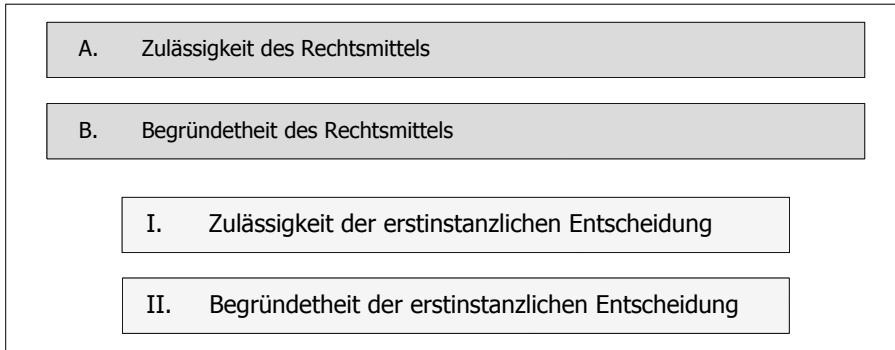 A. Zulässigkeit des Rechtsmittels
B. Begründetheit des Rechtsmittels
I. Zulässigkeit der erstinstanzlichen Entscheidung
II. Begründetheit der erstinstanzlichen Entscheidung